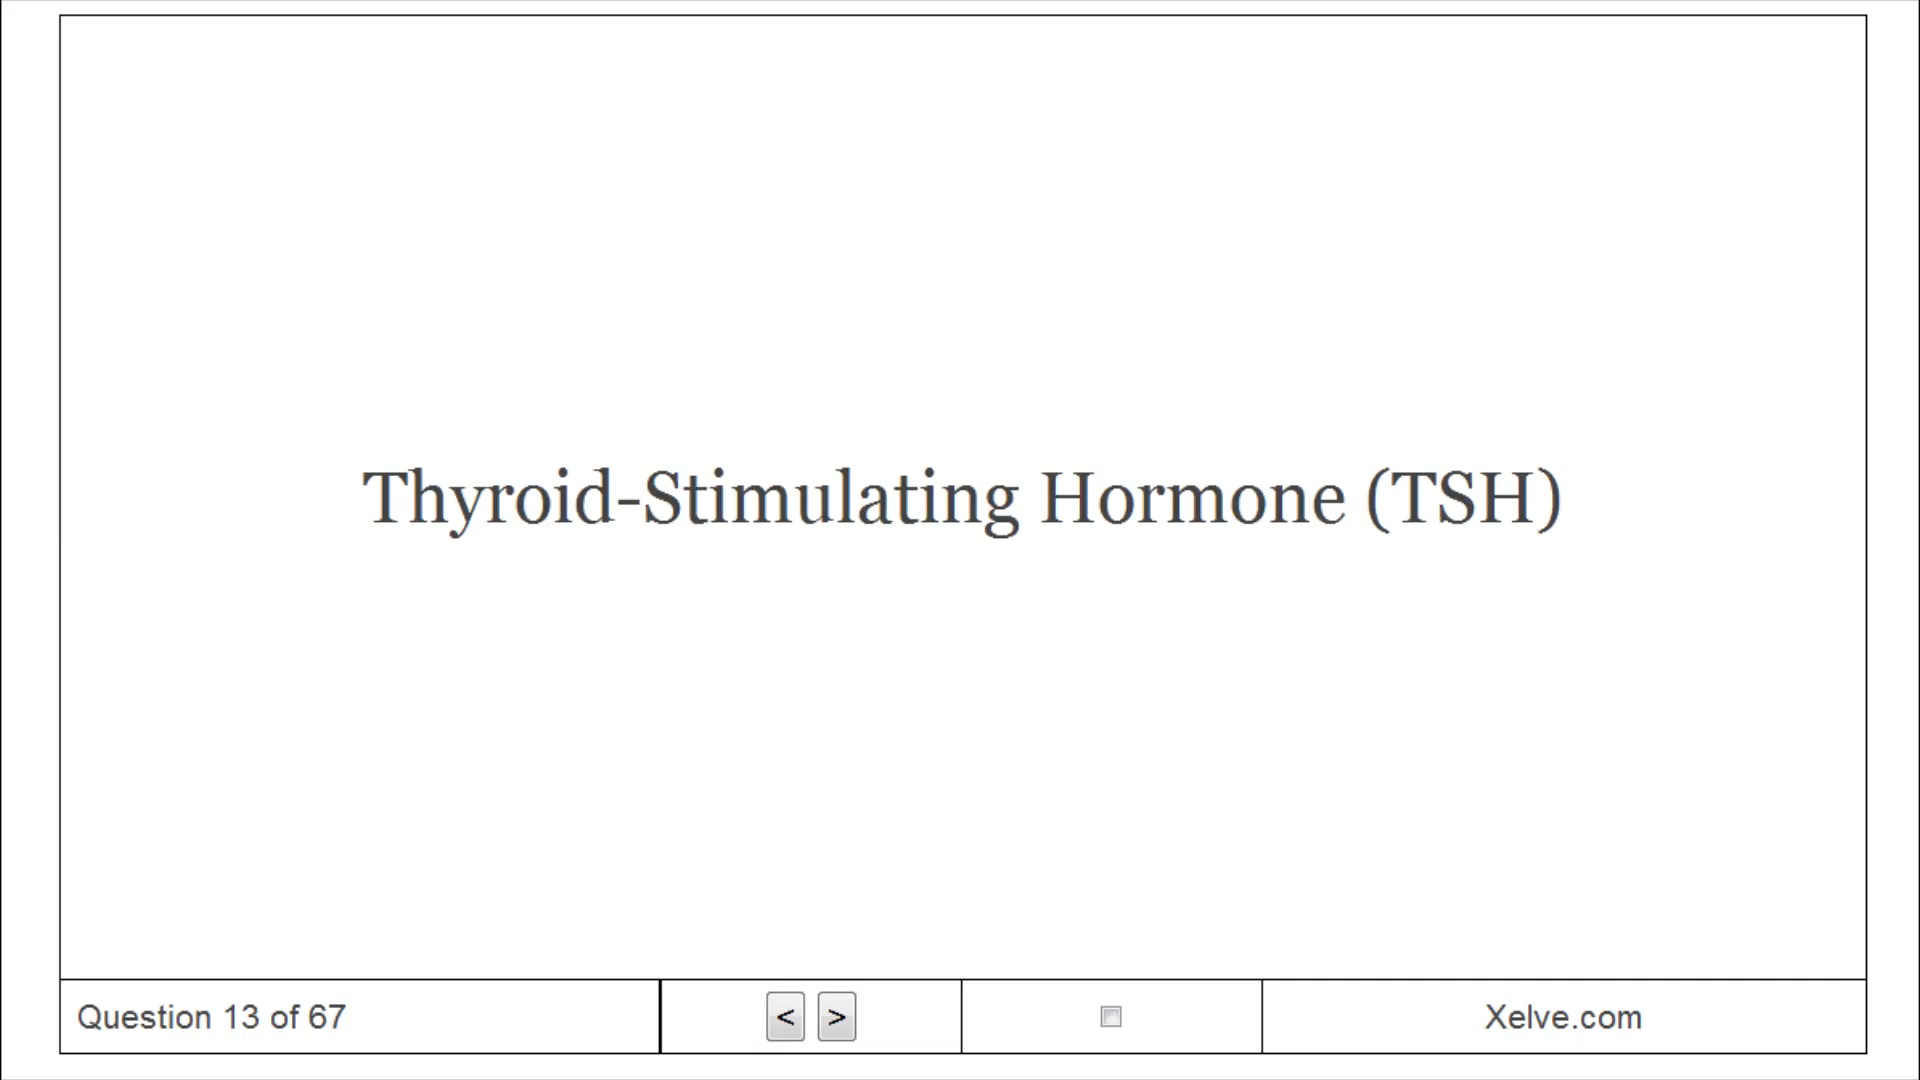 Thyroid-Stimulating Hormone (TSH)
Question 13 of 67
< >
Xelve.com